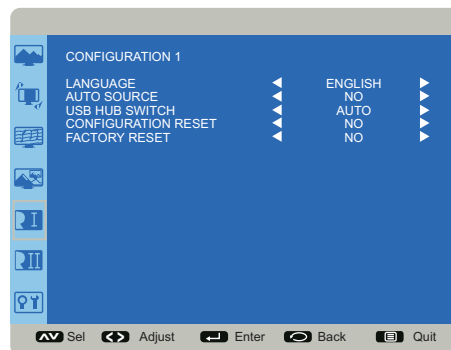 CONFIGURATION 1
LANGUAGE ENGLISH
AUTO SOURCE NO
USB HUB SWITCH AUTO
CONFIGURATION RESET NO
FACTORY RESET NO
I
II
Sel Adjust Enter Back Quit